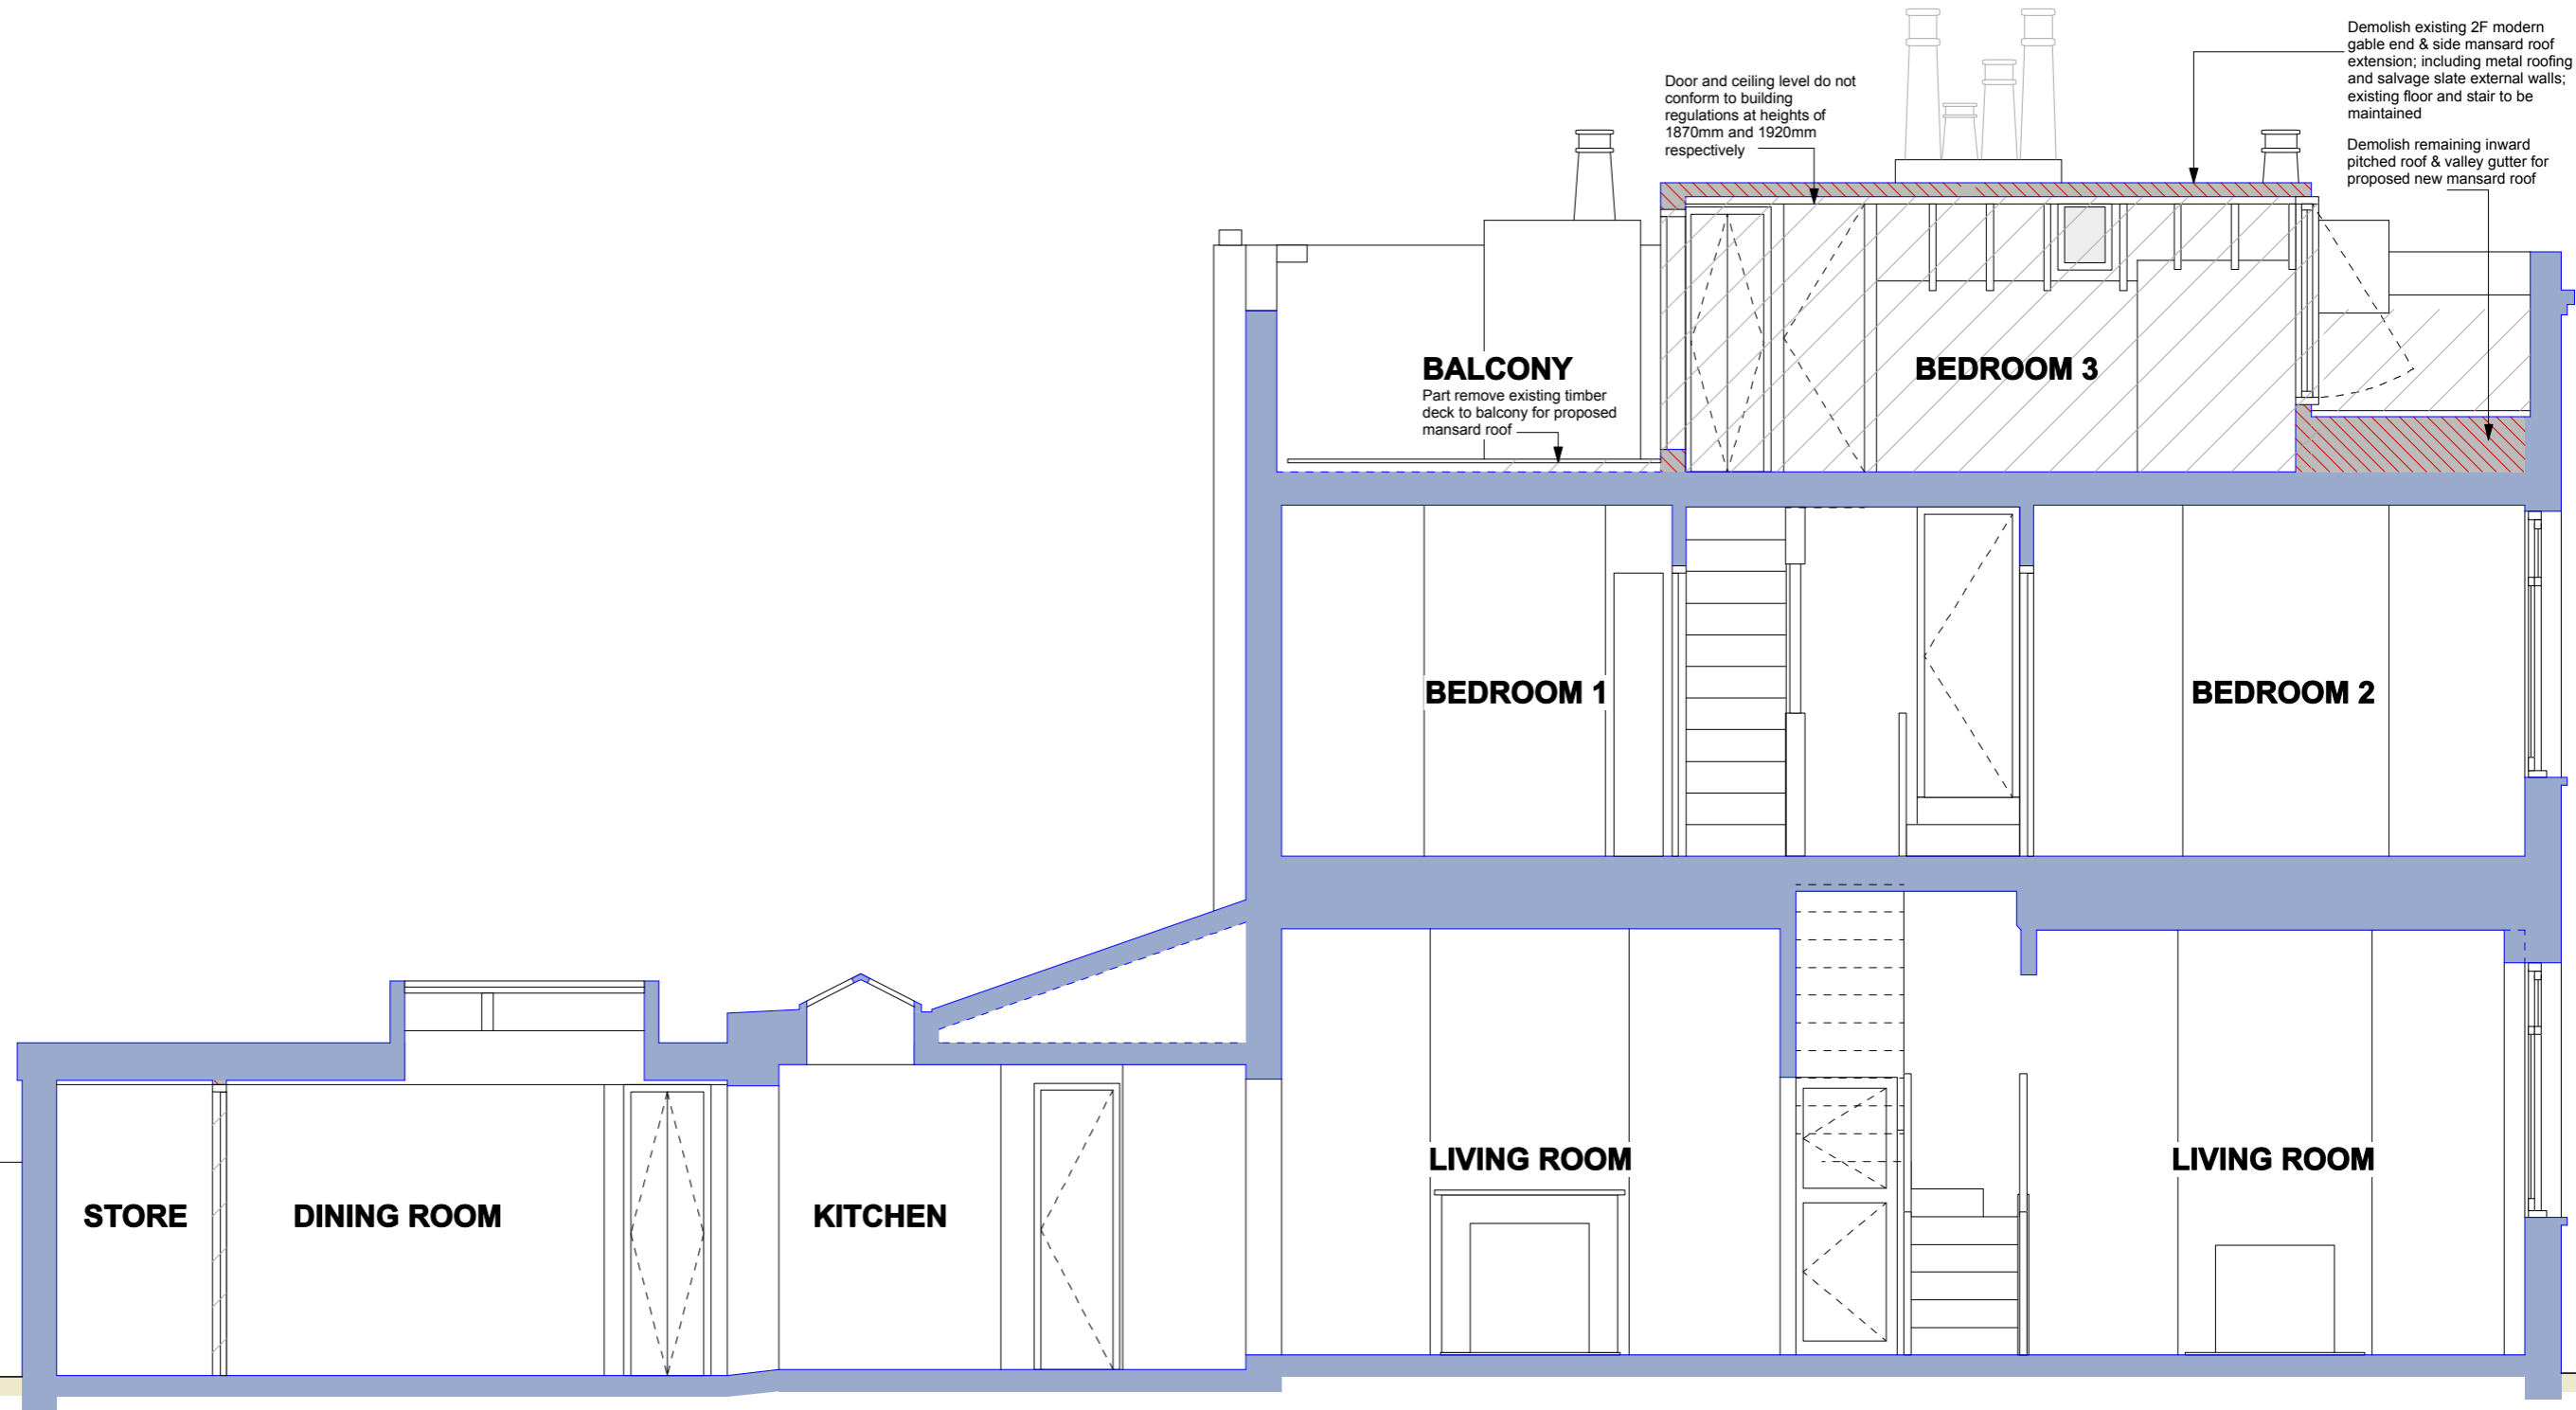 Demolish existing 2F modern
gable end & side mansard roof
extension; including metal roofing
and salvage slate external walls;
existing floor and stair to be
maintained
Door and ceiling level do not
conform to building
regulations at heights of
1870mm and 1920mm
respectively
Demolish remaining inward
pitched roof & valley gutter for
proposed new mansard roof
BALCONY
Part remove existing timber
deck to balcony for proposed
mansard roof
BEDROOM 3
BEDROOM 1
BEDROOM 2
LIVING ROOM
LIVING ROOM
STORE
DINING ROOM
KITCHEN